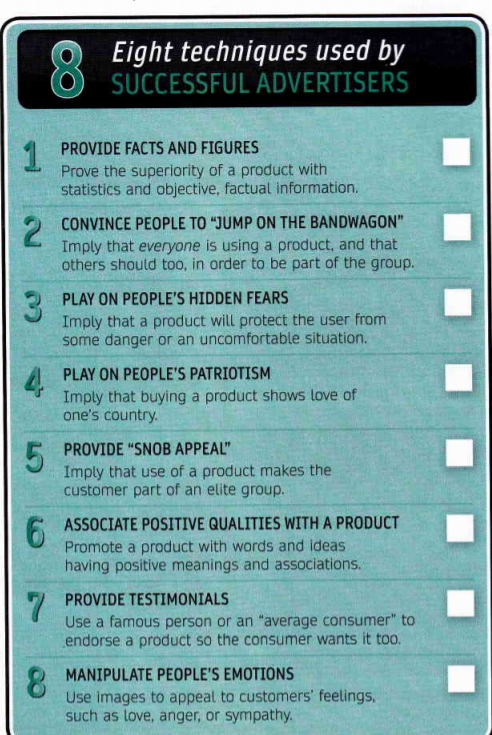 8
Eight techniques used by
SUCCESSFUL ADVERTISERS
1 PROVIDE FACTS AND FIGURES
Prove the superiority of a product with
statistics and objective, factual information.
2 CONVINCE PEOPLE TO "JUMP ON THE BANDWAGON"
Imply that everyone is using a product, and that
others should too, in order to be part of the group.
3 PLAY ON PEOPLE'S HIDDEN FEARS
Imply that a product will protect the user from
some danger or an uncomfortable situation.
4 PLAY ON PEOPLE'S PATRIOTISM
Imply that buying a product shows love of
one's country.
5 PROVIDE "SNOB APPEAL"
Imply that use of a product makes the
customer part of an elite group.
6 ASSOCIATE POSITIVE QUALITIES WITH A PRODUCT
Promote a product with words and ideas
having positive meanings and associations.
7 PROVIDE TESTIMONIALS
Use a famous person or an "average consumer" to
endorse a product so the consumer wants it too.
8 MANIPULATE PEOPLE'S EMOTIONS
Use images to appeal to customers' feelings,
such as love, anger, or sympathy.